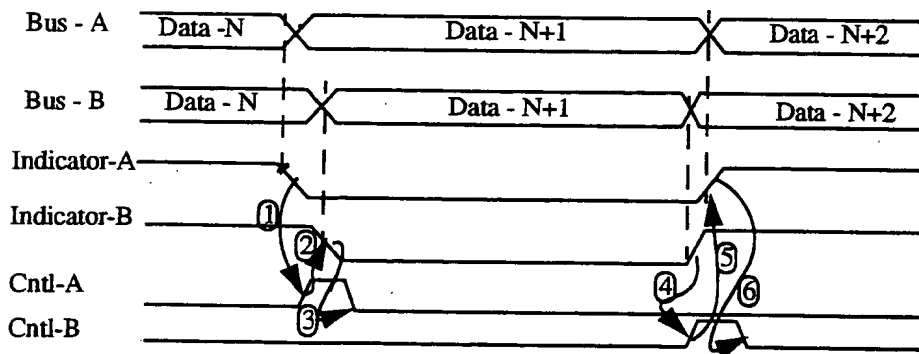 Bus - A
Data -N
Data - N+1
Data - N+2
Bus - B
Data - N
Data - N+1
Data - N+2
Indicator-A
Indicator-B
1
2
Cntl-A
3
4
5
6
Cntl-B